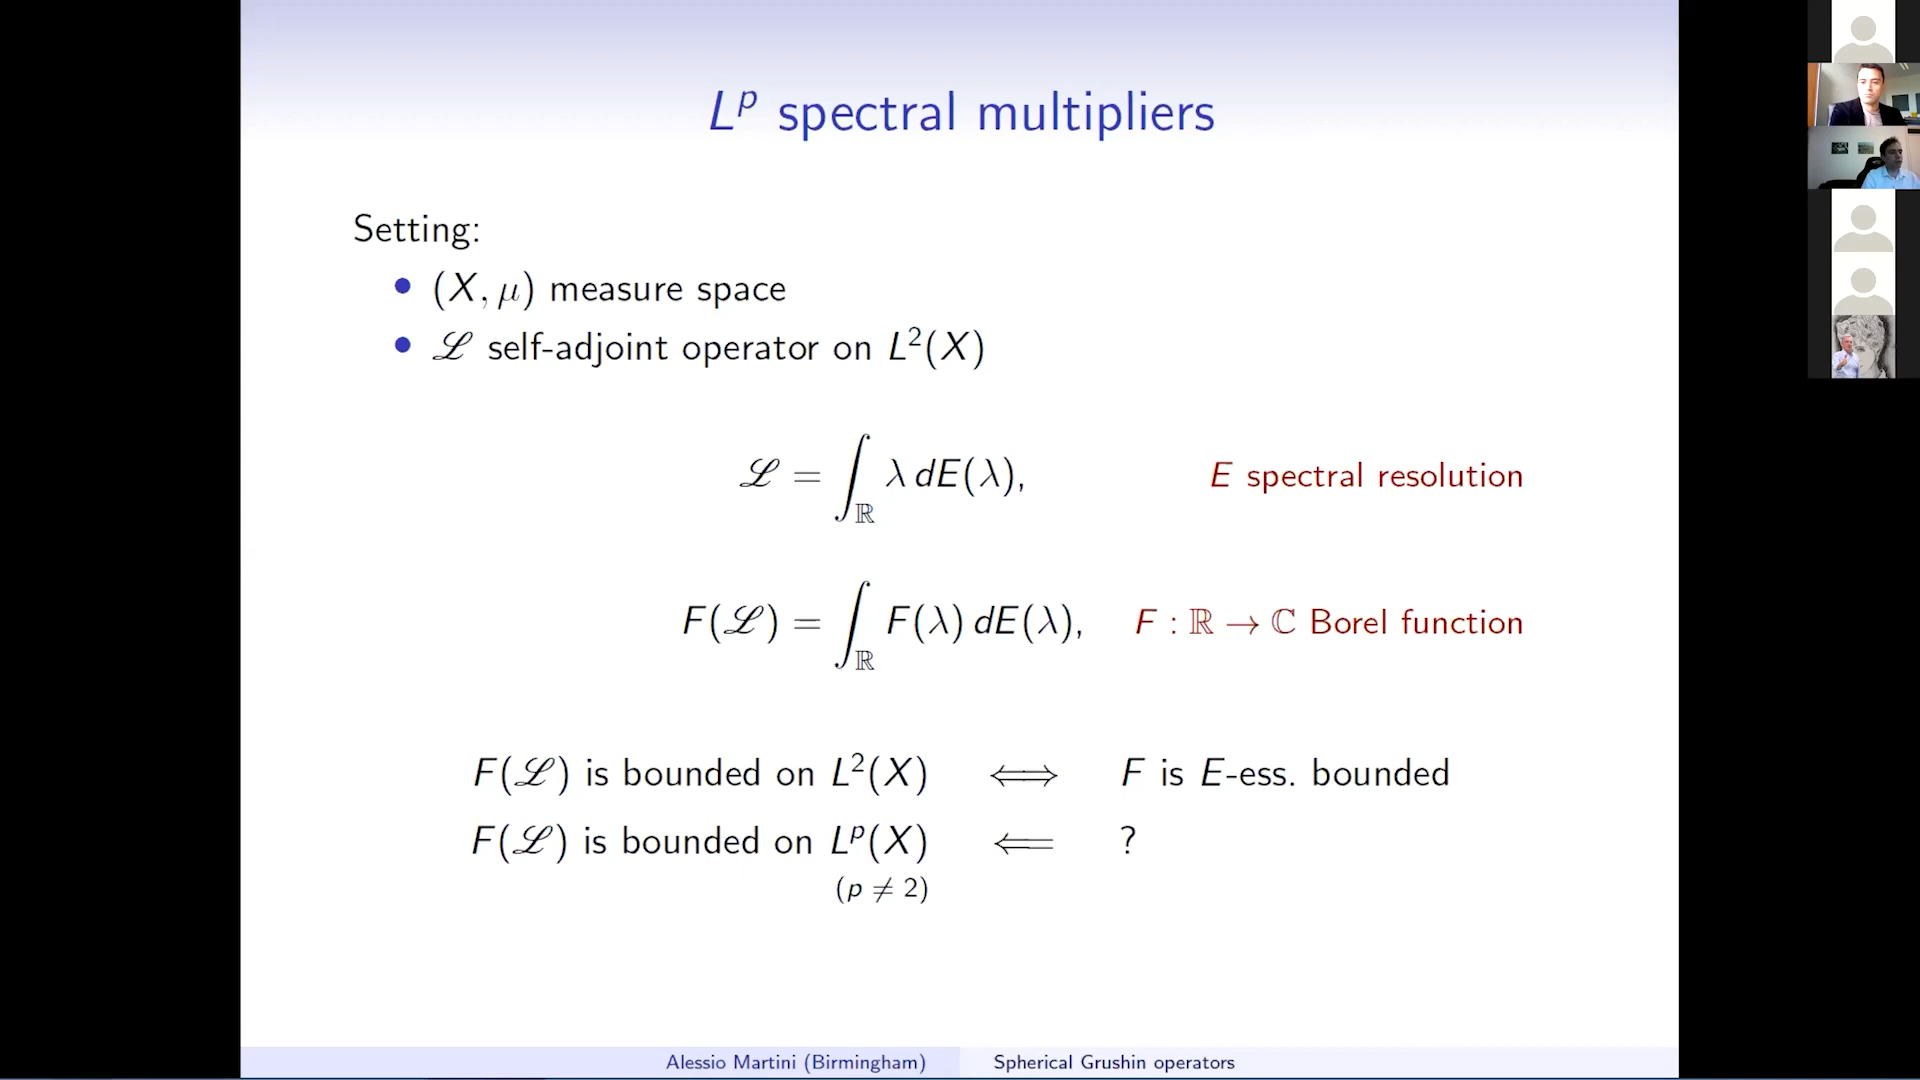 L^p spectral multipliers
Setting:
• (X, μ) measure space
• ℒ self-adjoint operator on L²(X)
ℒ = ∫_ℝ λ dE(λ), E spectral resolution
F(ℒ) = ∫_ℝ F(λ) dE(λ), F : ℝ → ℂ Borel function
F(ℒ) is bounded on L²(X) ⟺ F is E-ess. bounded
F(ℒ) is bounded on L^p(X) ⟸ ?
(p ≠ 2)
Alessio Martini (Birmingham) Spherical Grushin operators